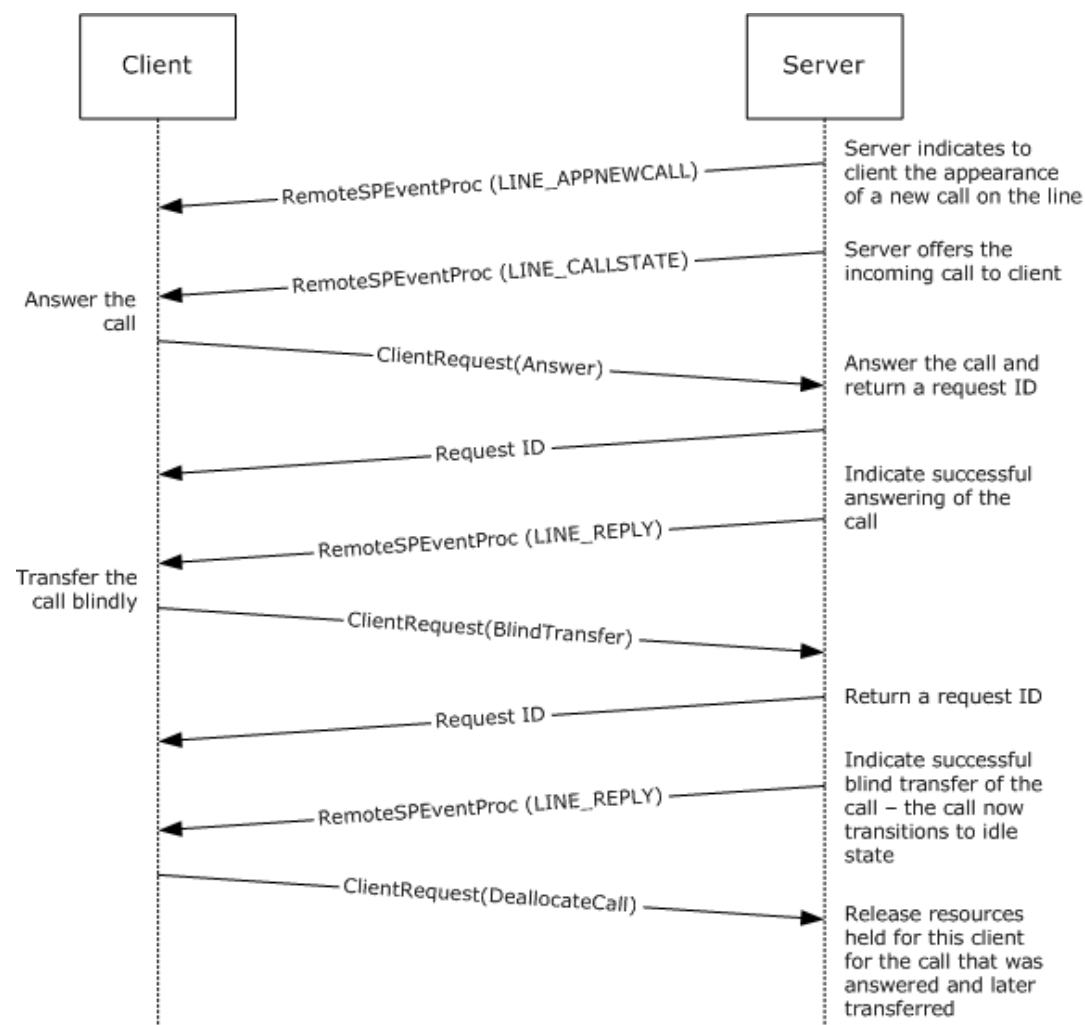 Client
Server
Server indicates to
client the appearance
of a new call on the line
RemoteSPEventProc (LINE_APPNEWCALL)
Server offers the
incoming call to client
RemoteSPEventProc (LINE_CALLSTATE)
Answer the
call
ClientRequest(Answer)
Answer the call and
return a request ID
Request ID
Indicate successful
answering of the
call
RemoteSPEventProc (LINE_REPLY)
Transfer the
call blindly
ClientRequest(BlindTransfer)
Return a request ID
Request ID
Indicate successful
blind transfer of the
call – the call now
transitions to idle
state
RemoteSPEventProc (LINE_REPLY)
ClientRequest(DeallocateCall)
Release resources
held for this client
for the call that was
answered and later
transferred